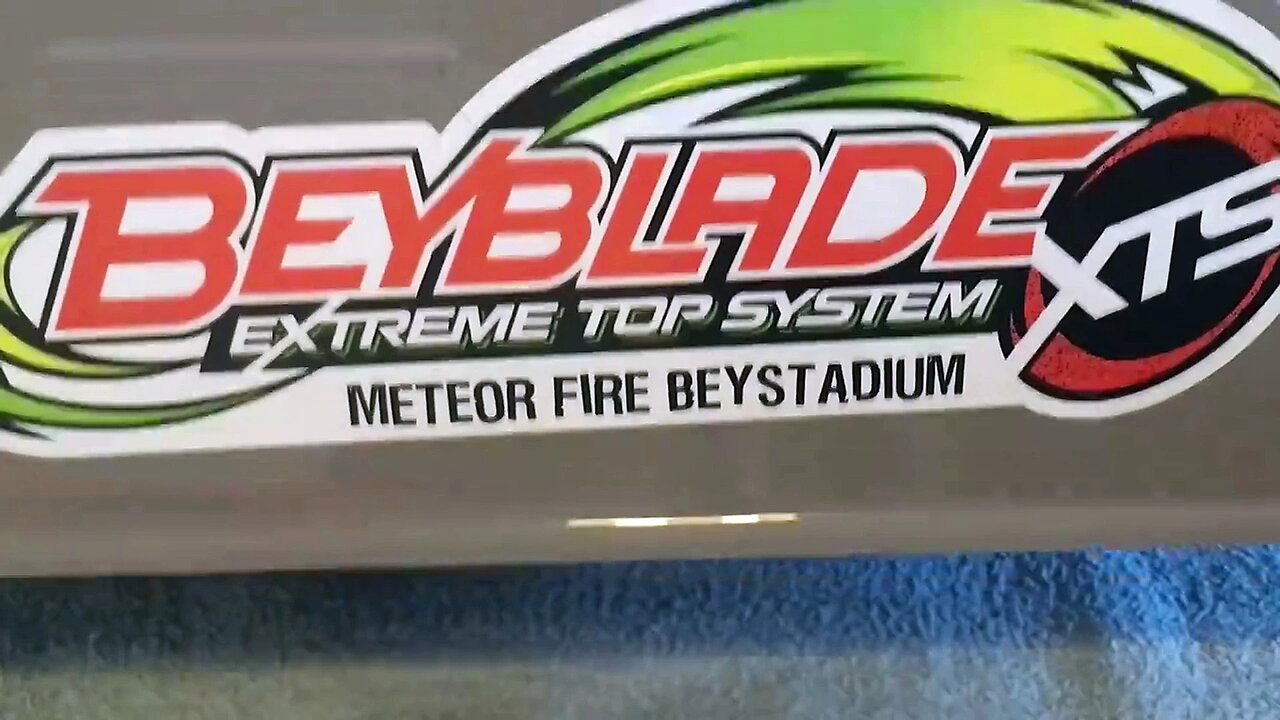 BEYBLADE
EXTREME TOP SYSTEM
XTS
METEOR FIRE BEYSTADIUM